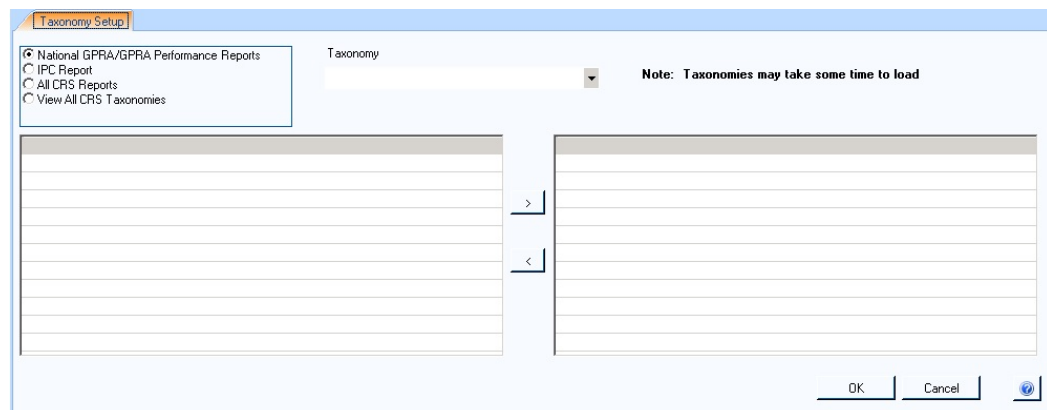 Taxonomy Setup
National GPRA/GPRA Performance Reports
IPC Report
All CRS Reports
View All CRS Taxonomies
Taxonomy
Note: Taxonomies may take some time to load
>
<
OK
Cancel
?